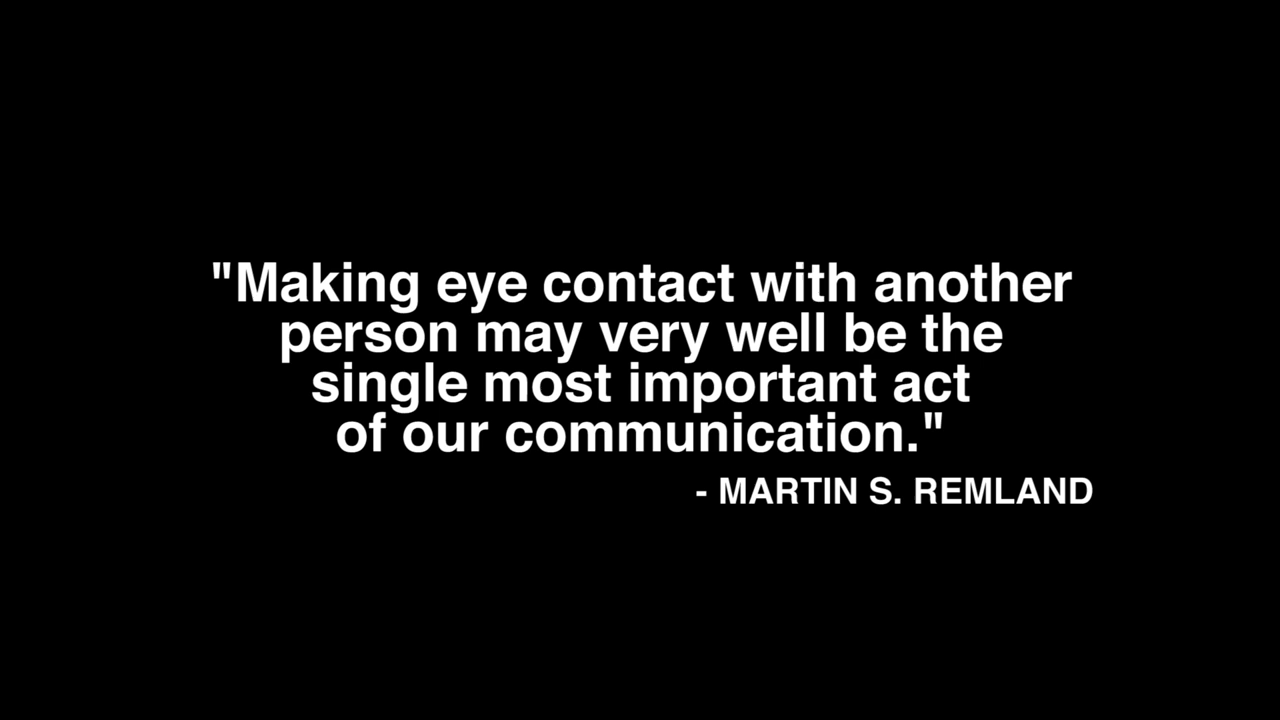 "Making eye contact with another
person may very well be the
single most important act
of our communication."
- MARTIN S. REMLAND